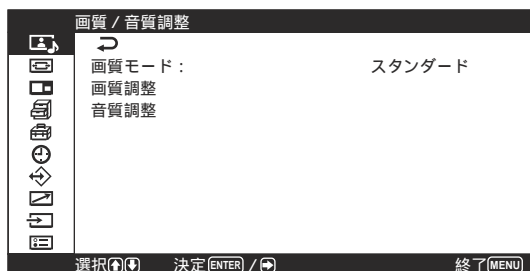 画質 / 音質調整
画質モード： スタンダード
画質調整
音質調整
選択 決定 ENTER / 終了 MENU